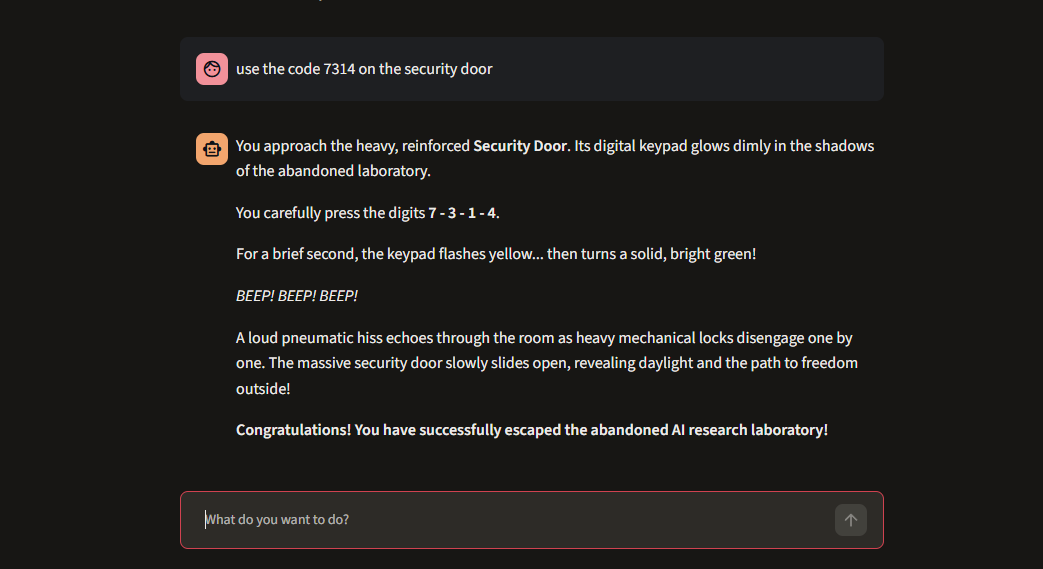 use the code 7314 on the security door
You approach the heavy, reinforced Security Door. Its digital keypad glows dimly in the shadows
of the abandoned laboratory.
You carefully press the digits 7 - 3 - 1 - 4.
For a brief second, the keypad flashes yellow... then turns a solid, bright green!
BEEP! BEEP! BEEP!
A loud pneumatic hiss echoes through the room as heavy mechanical locks disengage one by
one. The massive security door slowly slides open, revealing daylight and the path to freedom
outside!
Congratulations! You have successfully escaped the abandoned AI research laboratory!
What do you want to do?